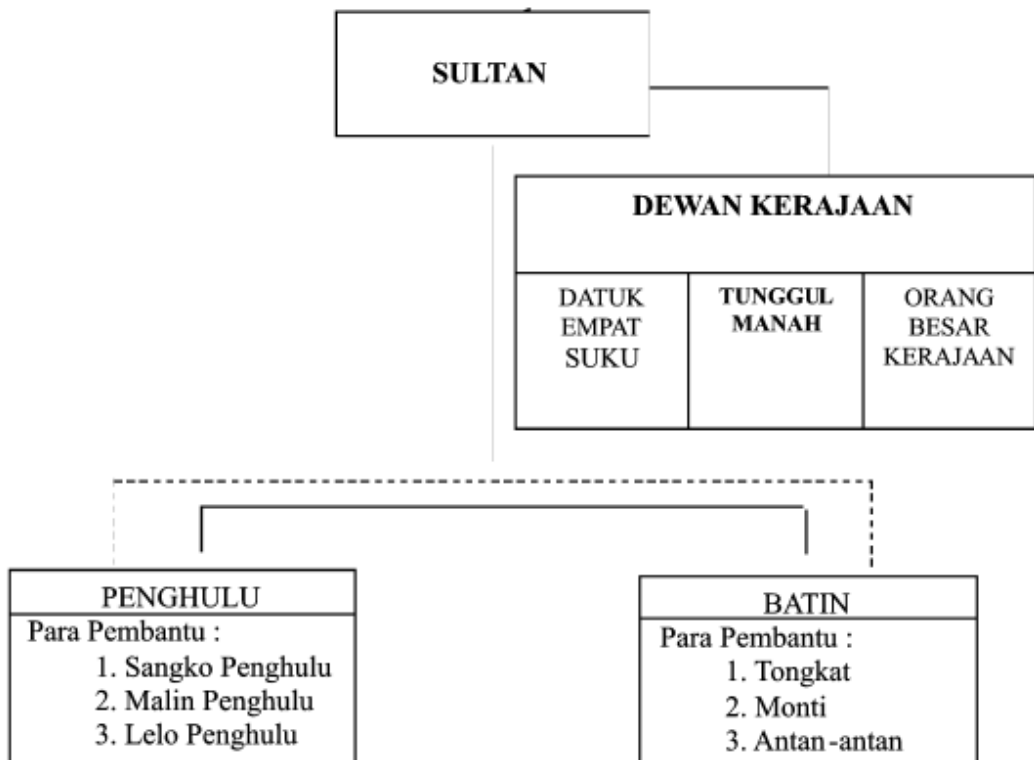 SULTAN
DEWAN KERAJAAN
DATUK
EMPAT
SUKU
TUNGGUL
MANAH
ORANG
BESAR
KERAJAAN
PENGHULU
Para Pembantu :
1. Sangko Penghulu
2. Malin Penghulu
3. Lelo Penghulu
BATIN
Para Pembantu :
1. Tongkat
2. Monti
3. Antan-antan